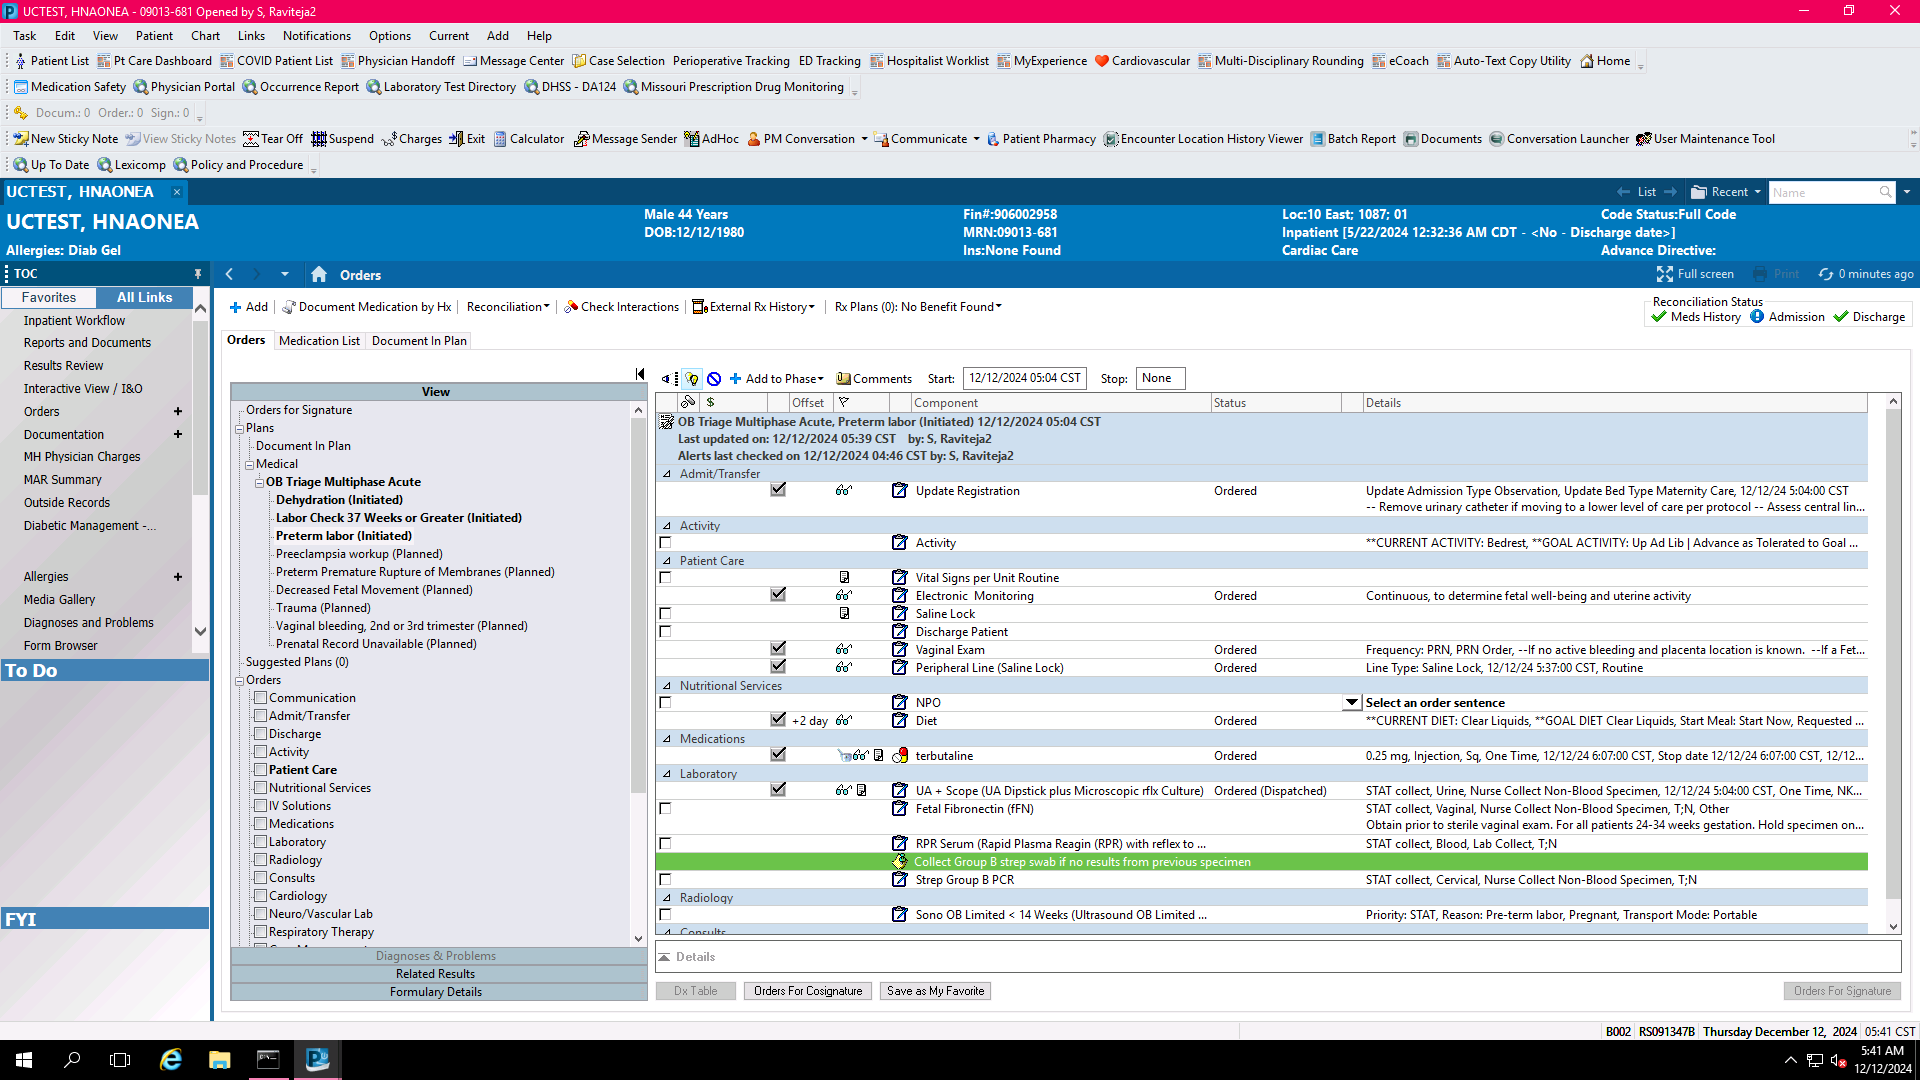 UCTEST, HNAONEA - 09013-681 Opened by S, Raviteja2
Task Edit View Patient Chart Links Notifications Options Current Add Help
Patient List Pt Care Dashboard COVID Patient List Physician Handoff Message Center Case Selection Perioperative Tracking ED Tracking Hospitalist Worklist MyExperience Cardiovascular Multi-Disciplinary Rounding eCoach Auto-Text Copy Utility Home
Medication Safety Physician Portal Occurrence Report Laboratory Test Directory DHSS - DA124 Missouri Prescription Drug Monitoring
Docum.: 0 Order.: 0 Sign.: 0
New Sticky Note View Sticky Notes Tear Off Suspend Charges Exit Calculator Message Sender AdHoc PM Conversation Communicate Patient Pharmacy Encounter Location History Viewer Batch Report Documents Conversation Launcher User Maintenance Tool
Up To Date Lexicomp Policy and Procedure
UCTEST, HNAONEA List Recent Name
UCTEST, HNAONEA Male 44 Years Fin#:906002958 Loc:10 East; 1087; 01 Code Status:Full Code
DOB:12/12/1980 MRN:09013-681 Inpatient [5/22/2024 12:32:36 AM CDT - <No - Discharge date>]
Allergies: Diab Gel Ins:None Found Cardiac Care Advance Directive:
TOC Orders Full screen Print 0 minutes ago
Favorites All Links
Inpatient Workflow
Reports and Documents
Results Review
Interactive View / I&O
Orders
Documentation
MH Physician Charges
MAR Summary
Outside Records
Diabetic Management -...
Allergies
Media Gallery
Diagnoses and Problems
Form Browser
To Do
FYI
Add Document Medication by Hx Reconciliation Check Interactions External Rx History Rx Plans (0): No Benefit Found
Reconciliation Status
Meds History Admission Discharge
Orders Medication List Document In Plan
View
Orders for Signature
Plans
Document In Plan
Medical
OB Triage Multiphase Acute
Dehydration (Initiated)
Labor Check 37 Weeks or Greater (Initiated)
Preterm labor (Initiated)
Preeclampsia workup (Planned)
Preterm Premature Rupture of Membranes (Planned)
Decreased Fetal Movement (Planned)
Trauma (Planned)
Vaginal bleeding, 2nd or 3rd trimester (Planned)
Prenatal Record Unavailable (Planned)
Suggested Plans (0)
Orders
Communication
Admit/Transfer
Discharge
Activity
Patient Care
Nutritional Services
IV Solutions
Medications
Laboratory
Radiology
Consults
Cardiology
Neuro/Vascular Lab
Respiratory Therapy
Diagnoses & Problems
Related Results
Formulary Details
Add to Phase Comments Start: 12/12/2024 05:04 CST Stop: None
$ Offset Component Status Details
OB Triage Multiphase Acute, Preterm labor (Initiated) 12/12/2024 05:04 CST
Last updated on: 12/12/2024 05:39 CST by: S, Raviteja2
Alerts last checked on 12/12/2024 04:46 CST by: S, Raviteja2
Admit/Transfer
Update Registration Ordered Update Admission Type Observation, Update Bed Type Maternity Care, 12/12/24 5:04:00 CST
-- Remove urinary catheter if moving to a lower level of care per protocol -- Assess central lin...
Activity
Activity **CURRENT ACTIVITY: Bedrest, **GOAL ACTIVITY: Up Ad Lib | Advance as Tolerated to Goal ...
Patient Care
Vital Signs per Unit Routine
Electronic Monitoring Ordered Continuous, to determine fetal well-being and uterine activity
Saline Lock
Discharge Patient
Vaginal Exam Ordered Frequency: PRN, PRN Order, --If no active bleeding and placenta location is known. --If a Fet...
Peripheral Line (Saline Lock) Ordered Line Type: Saline Lock, 12/12/24 5:37:00 CST, Routine
Nutritional Services
NPO Select an order sentence
+2 day Diet Ordered **CURRENT DIET: Clear Liquids, **GOAL DIET Clear Liquids, Start Meal: Start Now, Requested ...
Medications
terbutaline Ordered 0.25 mg, Injection, Sq, One Time, 12/12/24 6:07:00 CST, Stop date 12/12/24 6:07:00 CST, 12/12...
Laboratory
UA + Scope (UA Dipstick plus Microscopic rflx Culture) Ordered (Dispatched) STAT collect, Urine, Nurse Collect Non-Blood Specimen, 12/12/24 5:04:00 CST, One Time, NK...
Fetal Fibronectin (fFN) STAT collect, Vaginal, Nurse Collect Non-Blood Specimen, T;N, Other
Obtain prior to sterile vaginal exam. For all patients 24-34 weeks gestation. Hold specimen on...
RPR Serum (Rapid Plasma Reagin (RPR) with reflex to ... STAT collect, Blood, Lab Collect, T;N
Collect Group B strep swab if no results from previous specimen
Strep Group B PCR STAT collect, Cervical, Nurse Collect Non-Blood Specimen, T;N
Radiology
Sono OB Limited < 14 Weeks (Ultrasound OB Limited ... Priority: STAT, Reason: Pre-term labor, Pregnant, Transport Mode: Portable
Consults
Details
Dx Table Orders For Cosignature Save as My Favorite Orders For Signature
B002 RS091347B Thursday December 12, 2024 05:41 CST
5:41 AM
12/12/2024